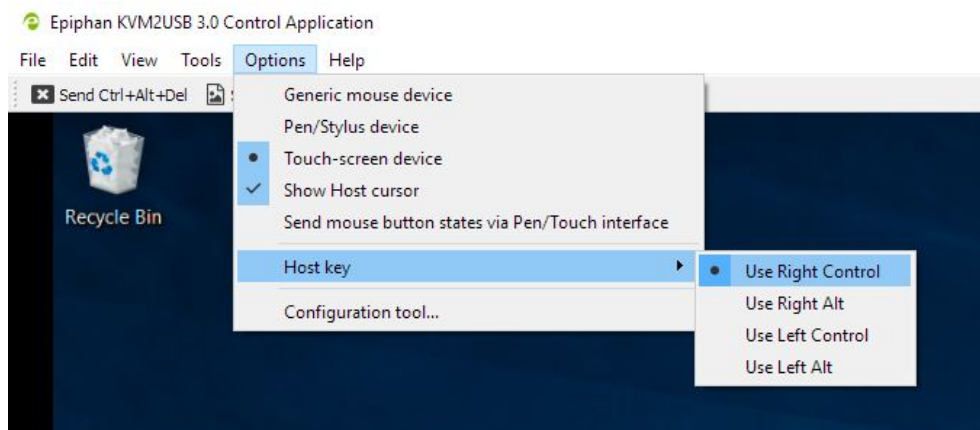 Epiphan KVM2USB 3.0 Control Application
File Edit View Tools Options Help
Send Ctrl+Alt+Del
Generic mouse device
Pen/Stylus device
Touch-screen device
Show Host cursor
Send mouse button states via Pen/Touch interface
Host key
Configuration tool...
Use Right Control
Use Right Alt
Use Left Control
Use Left Alt
Recycle Bin